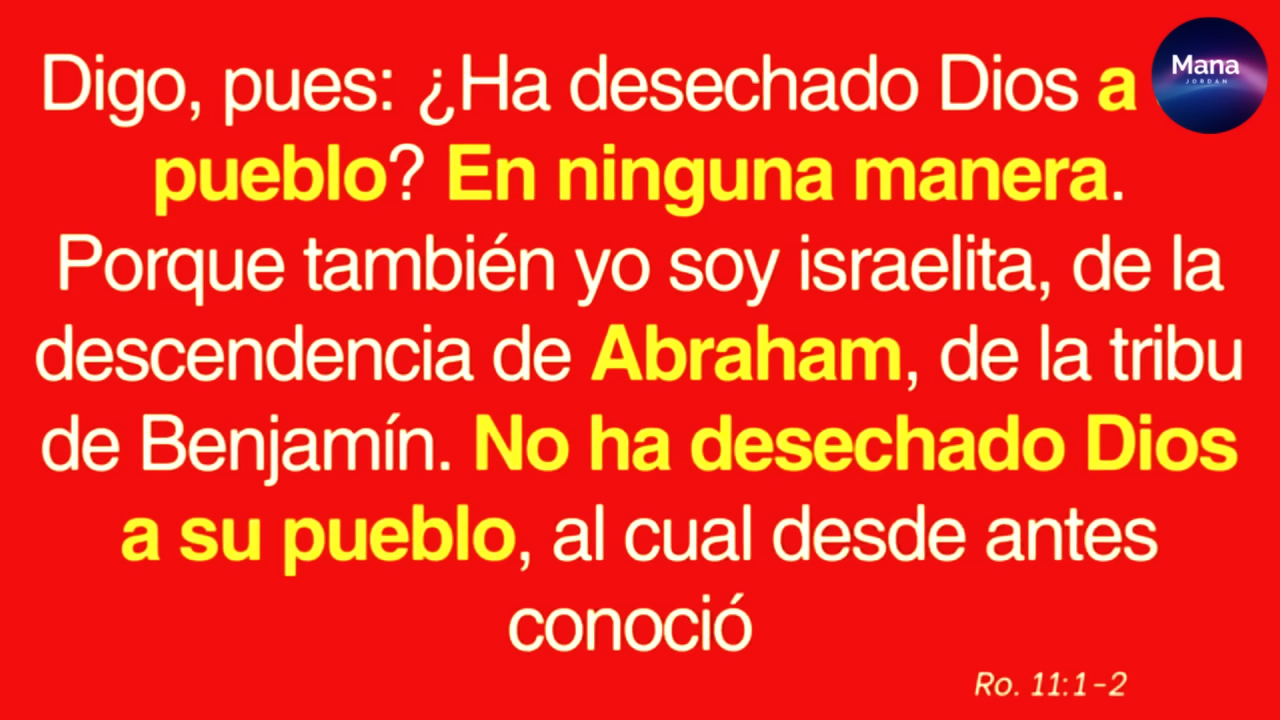 Digo, pues: ¿Ha desechado Dios a
Mana
JORDAN
pueblo? En ninguna manera.
Porque también yo soy israelita, de la
descendencia de Abraham, de la tribu
de Benjamín. No ha desechado Dios
a su pueblo, al cual desde antes
conoció
Ro. 11:1-2